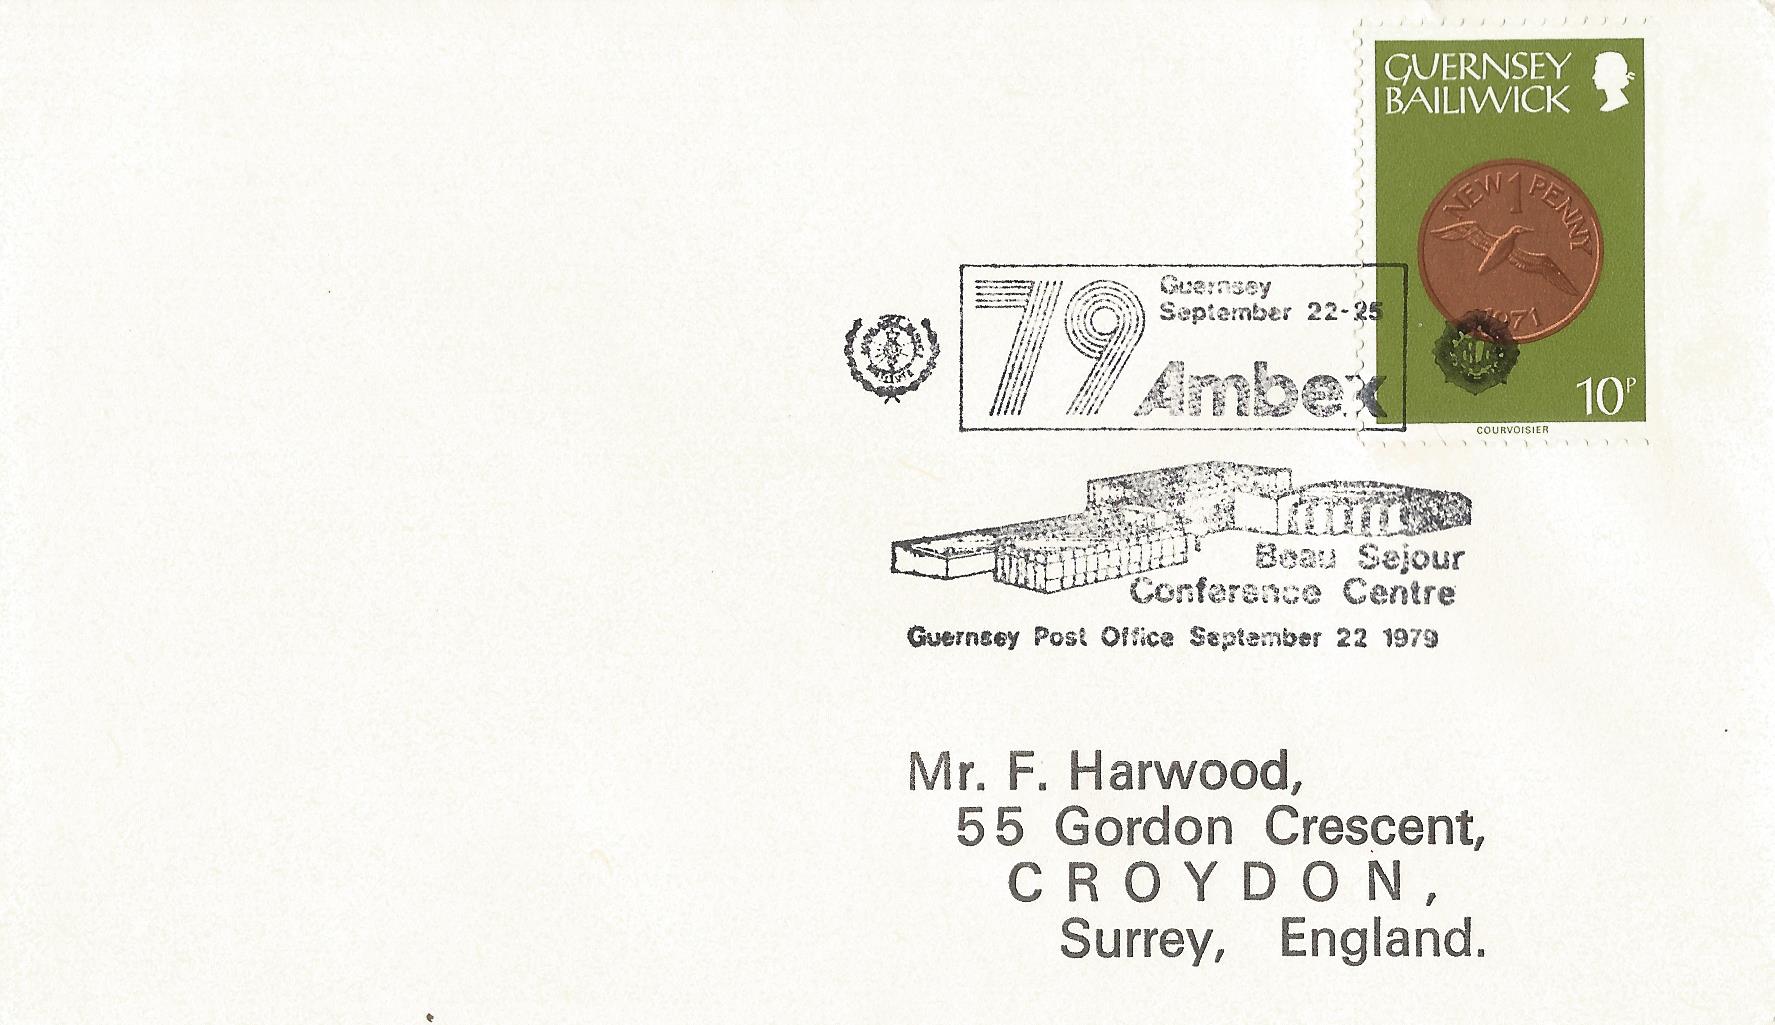 GUERNSEY
BAILIWICK
NEW 1 PENNY
1971
10P
COURVOISIER
79
Guernsey
September 22-25
Ambex
Beau Sejour
Conference Centre
Guernsey Post Office September 22 1979
Mr. F. Harwood,
55 Gordon Crescent,
CROYDON,
Surrey, England.